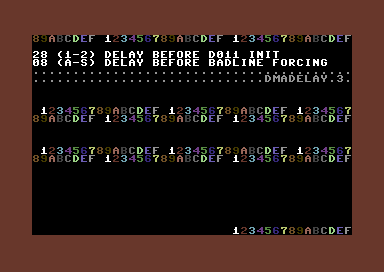 89ABCDEF 123456789ABCDEF 123456789ABCDEF
28 (1-2) DELAY BEFORE D011 INIT
08 (A-S) DELAY BEFORE BADLINE FORCING
.............................DMADELAY.3.
123456789ABCDEF 123456789ABCDEF 1234567
89ABCDEF 123456789ABCDEF 123456789ABCDEF
123456789ABCDEF 123456789ABCDEF 1234567
89ABCDEF 123456789ABCDEF 123456789ABCDEF
123456789ABCDEF